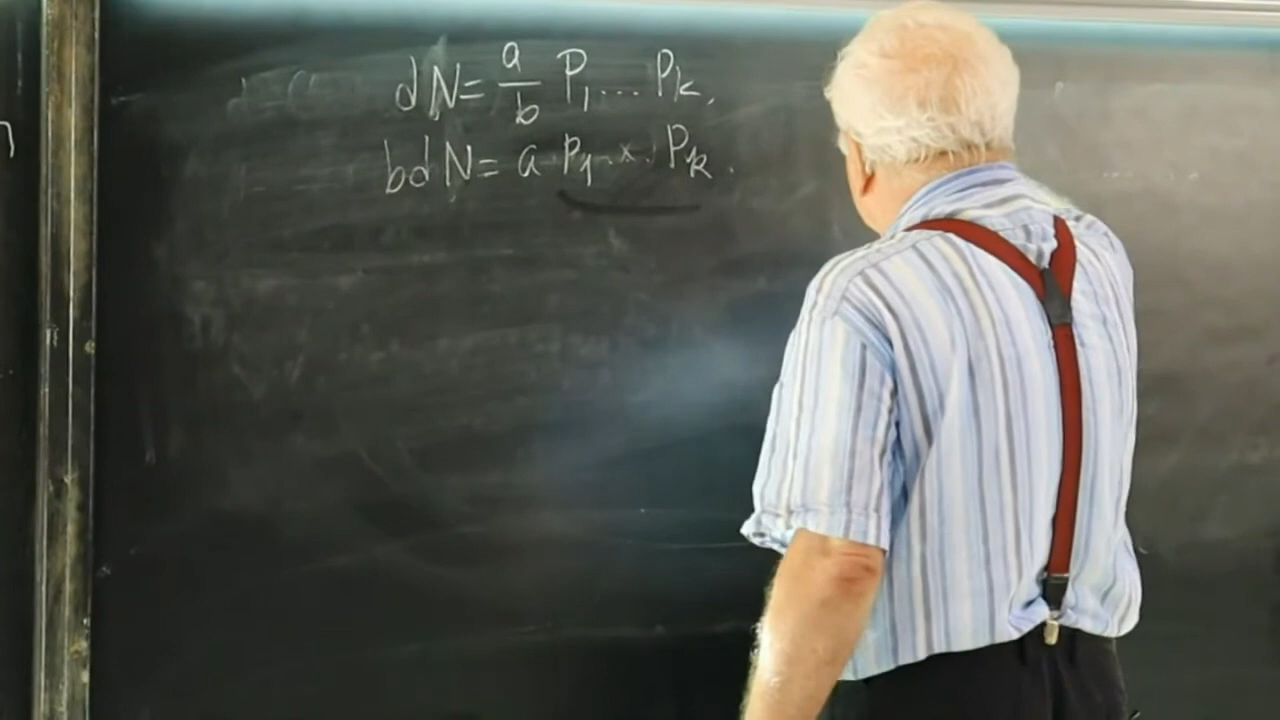 dN = a/b P₁ ... Pₖ,
bdN = a P₁ . x . Pₖ.